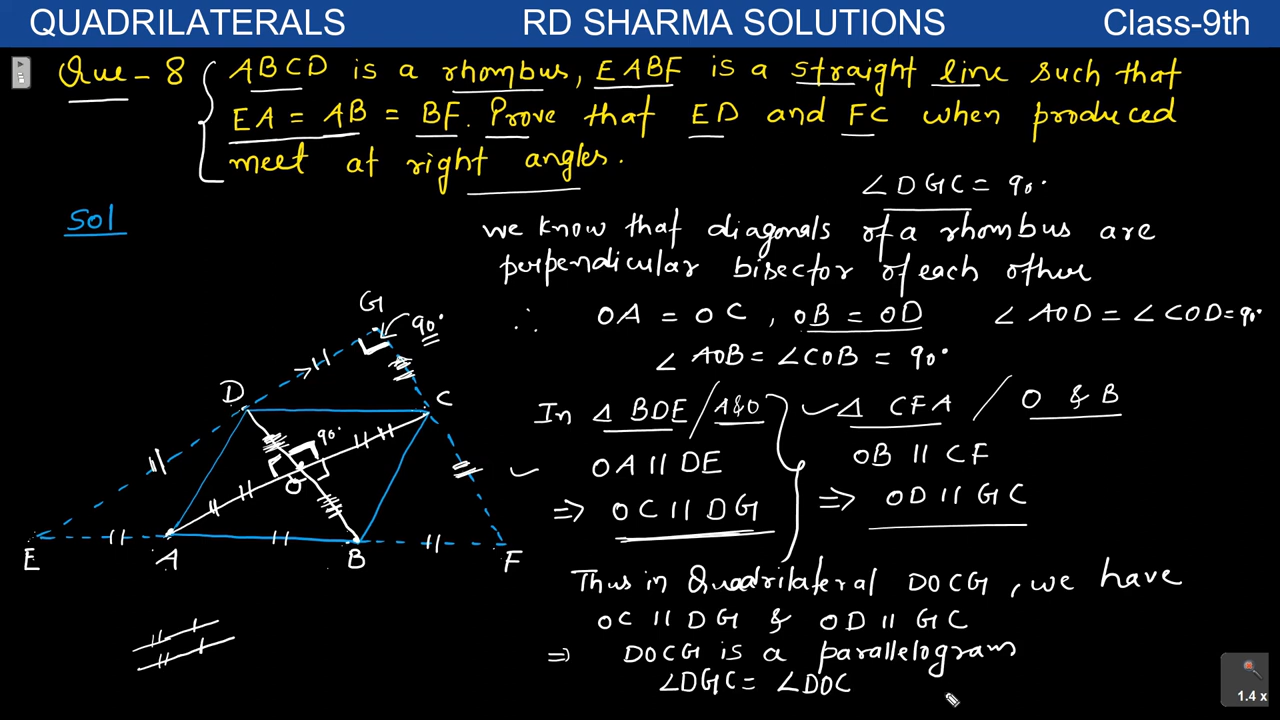 QUADRILATERALS RD SHARMA SOLUTIONS Class-9th
Que - 8 ABCD is a rhombus, EABF is a straight line such that
EA = AB = BF. Prove that ED and FC when produced
meet at right angles.
∠DGC = 90°
Sol
we know that diagonals of a rhombus are
perpendicular bisector of each other
∴ OA = OC, OB = OD ∠AOD = ∠COD = 90°
∠AOB = ∠COB = 90°
In Δ BDE / A&O Δ CFA / O & B
OA || DE OB || CF
⇒ OC || DG ⇒ OD || GC
Thus in Quadrilateral DOCG, we have
OC || DG & OD || GC
⇒ DOCG is a parallelogram
∠DGC = ∠DOC
G
90°
D
C
90°
O
E A B F
1.4 x